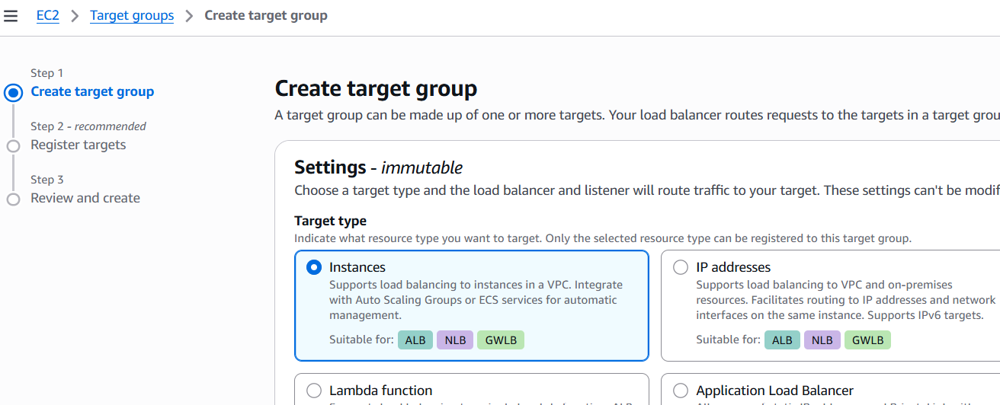 EC2 > Target groups > Create target group
Step 1
Create target group
Step 2 - recommended
Register targets
Step 3
Review and create
Create target group
A target group can be made up of one or more targets. Your load balancer routes requests to the targets in a target
Settings - immutable
Choose a target type and the load balancer and listener will route traffic to your target. These settings can't be
Target type
Indicate what resource type you want to target. Only the selected resource type can be registered to this target group.
Instances
Supports load balancing to instances in a VPC. Integrate
with Auto Scaling Groups or ECS services for automatic
management.
Suitable for: ALB NLB GWLB
IP addresses
Supports load balancing to VPC and on-premises
resources. Facilitates routing to IP addresses and network
interfaces on the same instance. Supports IPv6 targets.
Suitable for: ALB NLB GWLB
Lambda function
Application Load Balancer